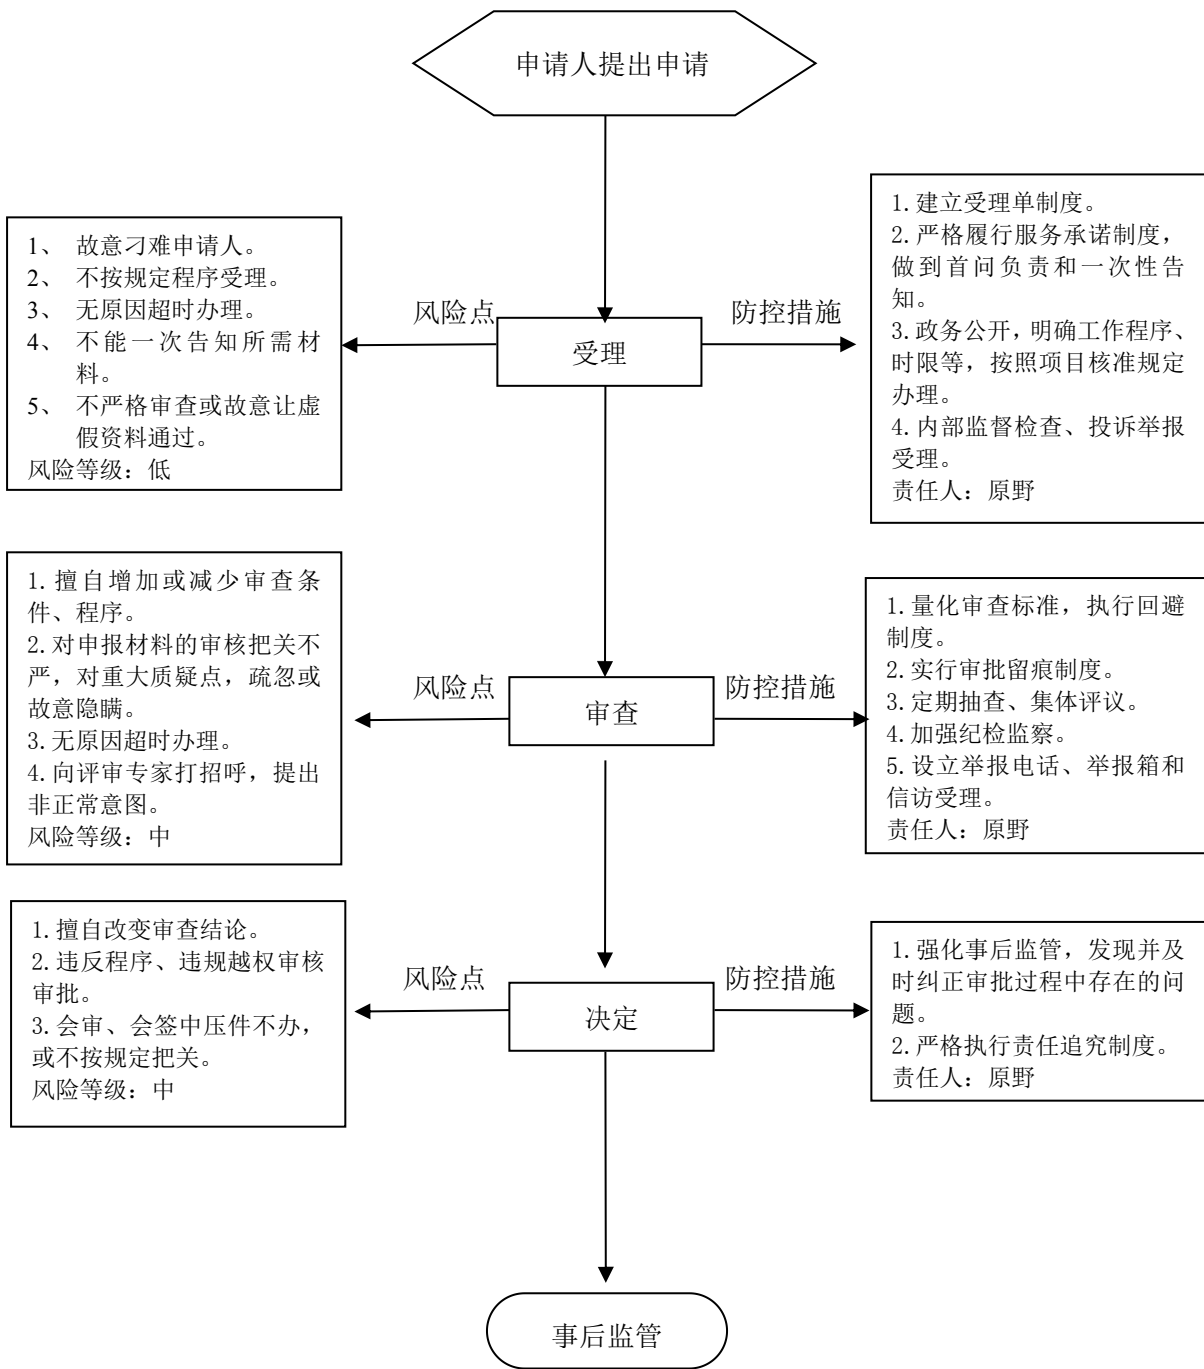 申请人提出申请
1、 故意刁难申请人。
2、 不按规定程序受理。
3、 无原因超时办理。
4、 不能一次告知所需材
料。
5、 不严格审查或故意让虚
假资料通过。
风险等级：低
风险点
受理
防控措施
1.建立受理单制度。
2.严格履行服务承诺制度，
做到首问负责和一次性告
知。
3.政务公开，明确工作程序、
时限等，按照项目核准规定
办理。
4.内部监督检查、投诉举报
受理。
责任人：原野
1.擅自增加或减少审查条
件、程序。
2.对申报材料的审核把关不
严，对重大质疑点，疏忽或
故意隐瞒。
3.无原因超时办理。
4.向评审专家打招呼，提出
非正常意图。
风险等级：中
风险点
审查
防控措施
1.量化审查标准，执行回避
制度。
2.实行审批留痕制度。
3.定期抽查、集体评议。
4.加强纪检监察。
5.设立举报电话、举报箱和
信访受理。
责任人：原野
1.擅自改变审查结论。
2.违反程序、违规越权审核
审批。
3.会审、会签中压件不办，
或不按规定把关。
风险等级：中
风险点
决定
防控措施
1.强化事后监管，发现并及
时纠正审批过程中存在的问
题。
2.严格执行责任追究制度。
责任人：原野
事后监管